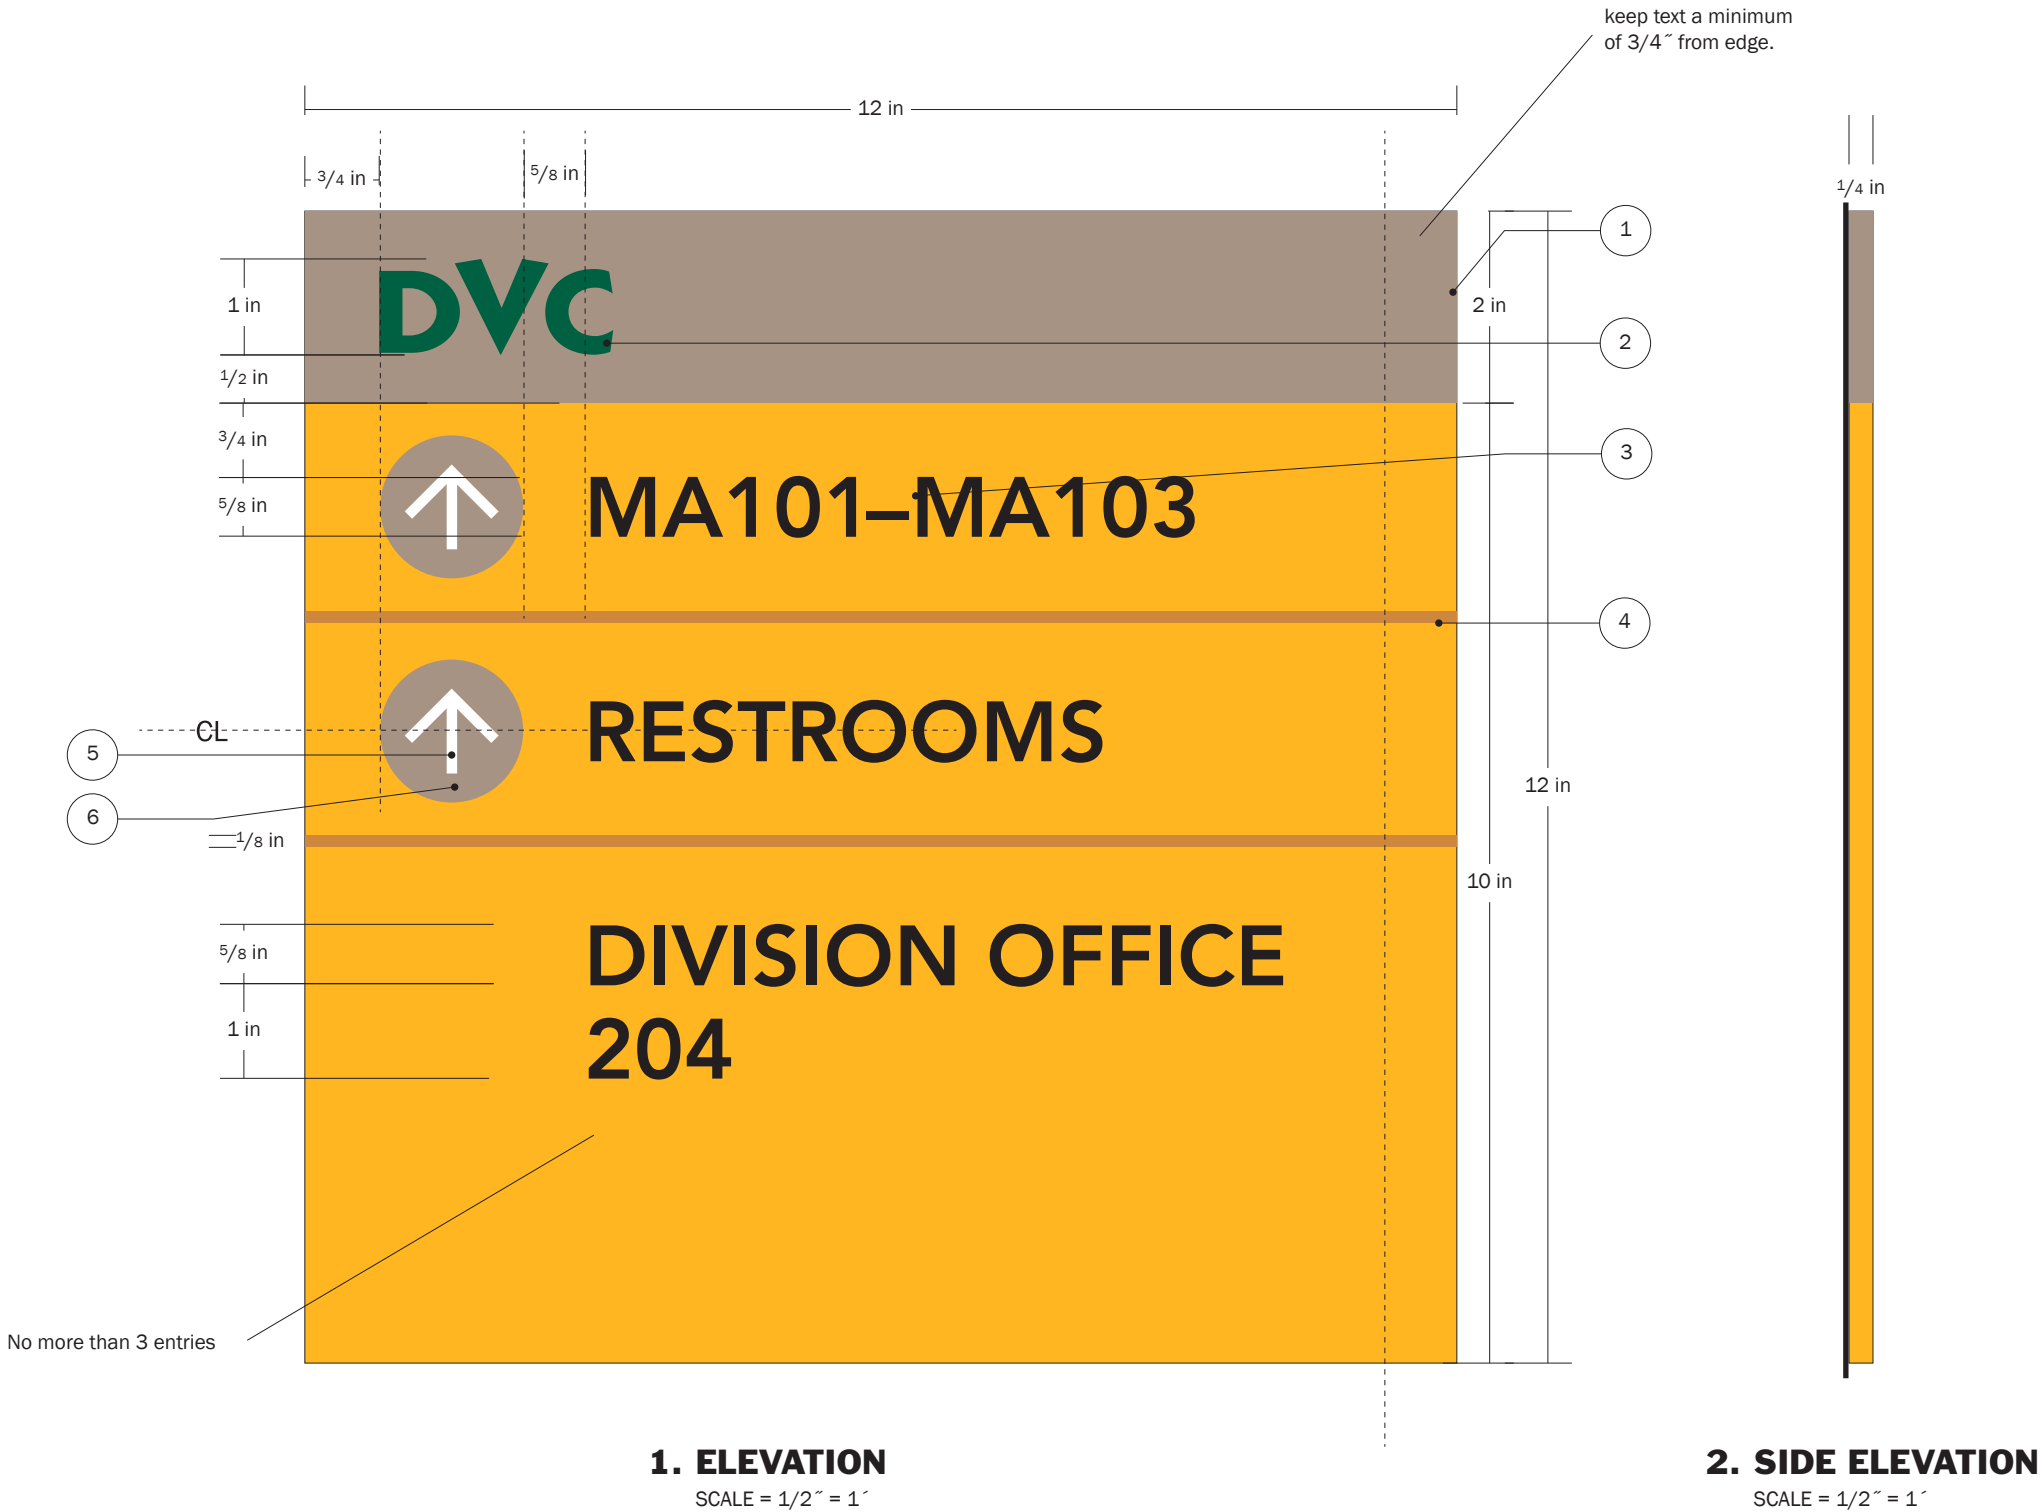 keep text a minimum
of 3/4˝ from edge.
12 in
3/4 in
5/8 in
1/4 in
1
DVC
1 in
2 in
2
1/2 in
3/4 in
3
MA101–MA103
5/8 in
4
RESTROOMS
CL
5
12 in
6
1/8 in
10 in
DIVISION OFFICE
5/8 in
204
1 in
No more than 3 entries
1. ELEVATION
SCALE = 1/2˝ = 1´
2. SIDE ELEVATION
SCALE = 1/2˝ = 1´